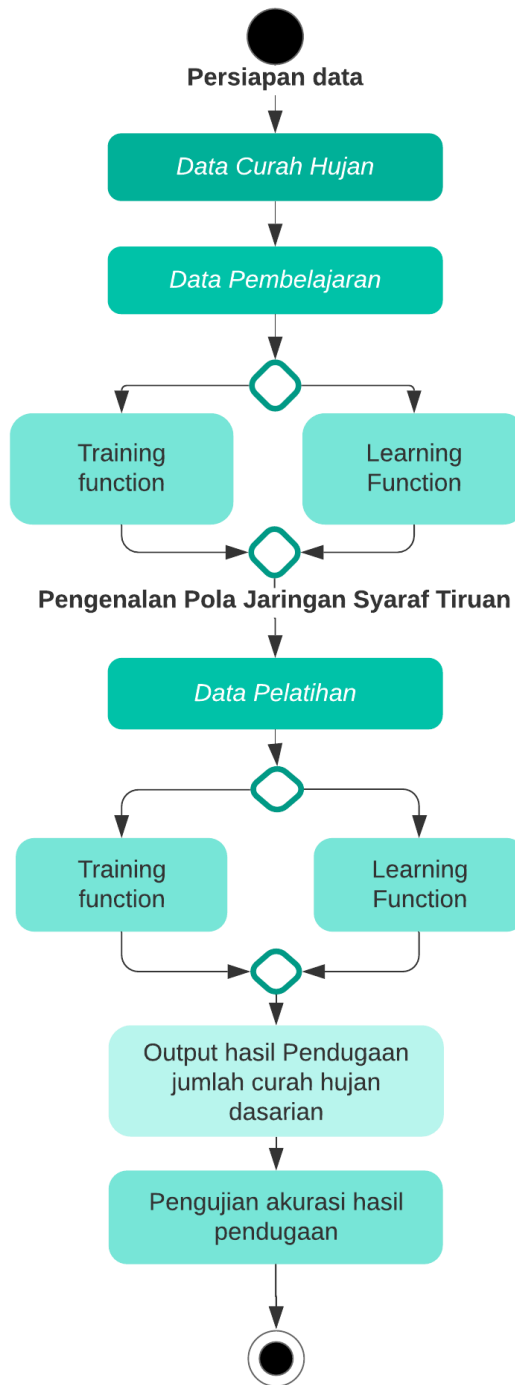 Persiapan data
Data Curah Hujan
Data Pembelajaran
Training
function
Learning
Function
Pengenalan Pola Jaringan Syaraf Tiruan
Data Pelatihan
Training
function
Learning
Function
Output hasil Pendugaan
jumlah curah hujan
dasarian
Pengujian akurasi hasil
pendugaan